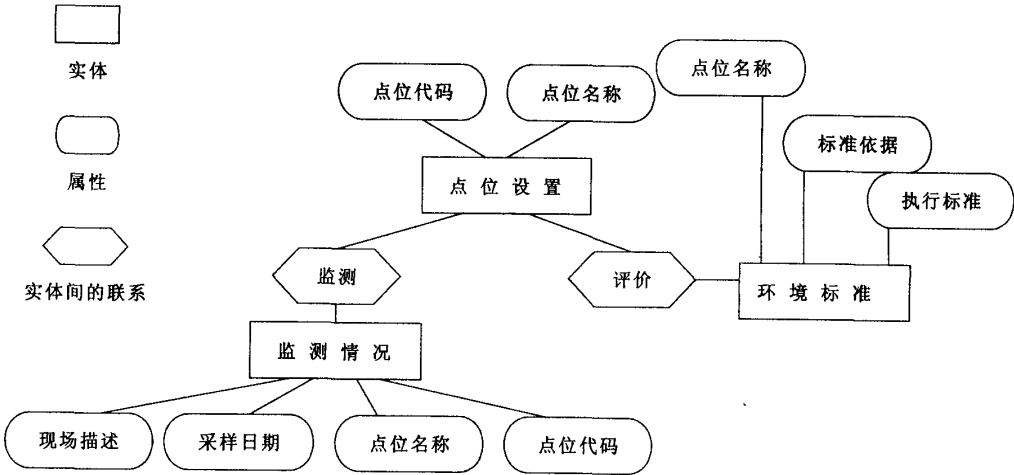 实体
属性
实体间的联系
点位代码
点位名称
点位名称
标准依据
执行标准
点位设置
监测
评价
环境标准
监测情况
现场描述
采样日期
点位名称
点位代码